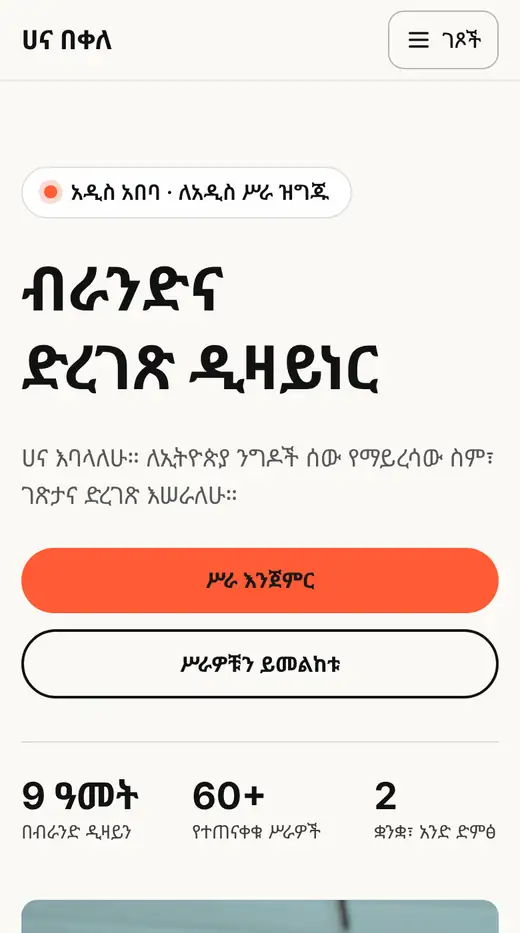 ሀና በቀለ
ገጾች
አዲስ አበባ · ለአዲስ ሥራ ዝግጁ
ብራንድና
ድረገጽ ዲዛይነር
ሀና እባላለሁ። ለኢትዮጵያ ንግዶች ሰው የማይረሳው ስም፣
ገጽታና ድረገጽ እሠራለሁ።
ሥራ እንጀምር
ሥራዎቹን ይመልከቱ
9 ዓመት
60+
2
በብራንድ ዲዛይን
የተጠናቀቁ ሥራዎች
ቋንቋ፣ አንድ ድምፅ